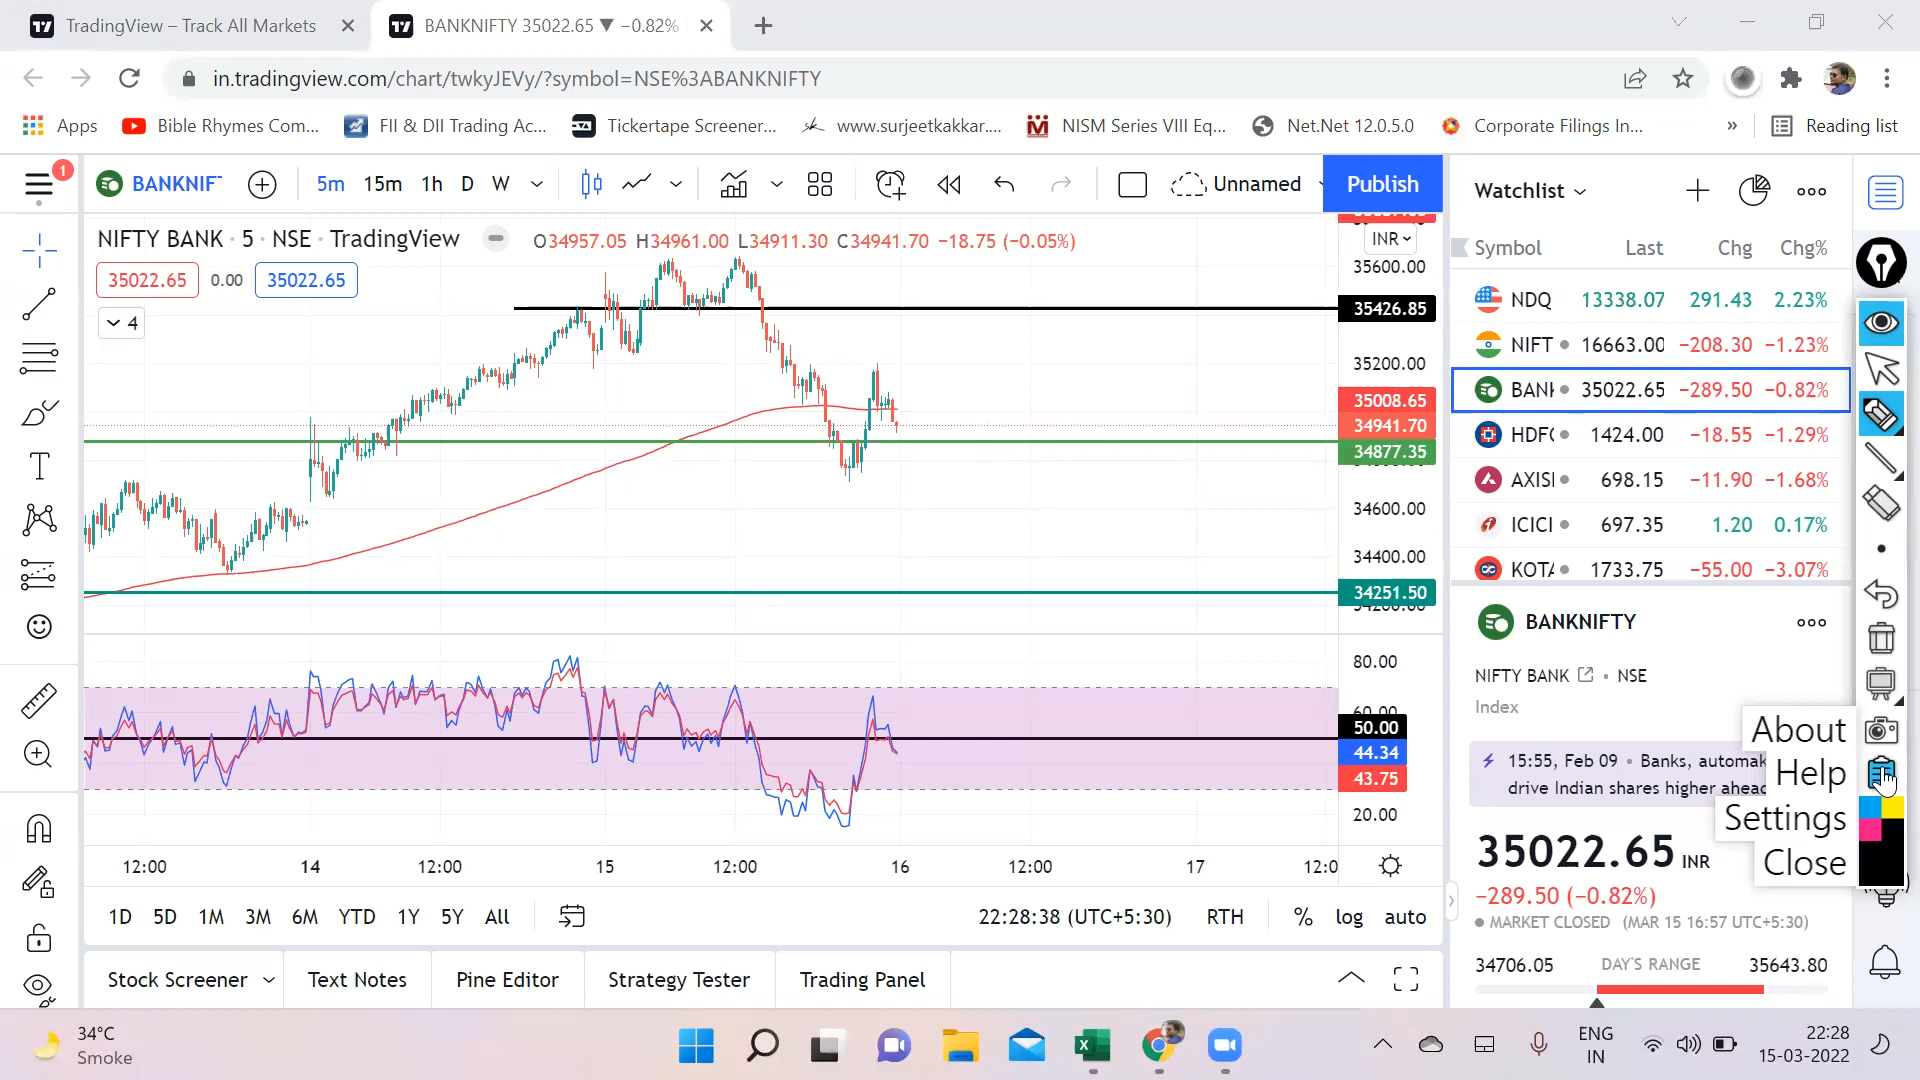 TradingView – Track All Markets
BANKNIFTY 35022.65 ▼ −0.82%
in.tradingview.com/chart/twkyJEVy/?symbol=NSE%3ABANKNIFTY
Apps
Bible Rhymes Com...
FII & DII Trading Ac...
Tickertape Screener...
www.surjeetkakkar....
NISM Series VIII Eq...
Net.Net 12.0.5.0
Corporate Filings In...
»
Reading list
1
BANKNIF
5m 15m 1h D W
Unnamed
Publish
NIFTY BANK · 5 · NSE · TradingView
O34957.05 H34961.00 L34911.30 C34941.70 −18.75 (−0.05%)
35022.65 0.00 35022.65
4
INR
35600.00
35426.85
35200.00
35008.65
34941.70
34877.35
34600.00
34400.00
34251.50
80.00
60.00
50.00
44.34
43.75
20.00
12:00 14 12:00 15 12:00 16 12:00 17 12:0
1D 5D 1M 3M 6M YTD 1Y 5Y All
22:28:38 (UTC+5:30) RTH % log auto
Stock Screener
Text Notes
Pine Editor
Strategy Tester
Trading Panel
Watchlist
Symbol Last Chg Chg%
NDQ 13338.07 291.43 2.23%
NIFT 16663.00 −208.30 −1.23%
BANK 35022.65 −289.50 −0.82%
HDFC 1424.00 −18.55 −1.29%
AXISI 698.15 −11.90 −1.68%
ICICI 697.35 1.20 0.17%
KOTA 1733.75 −55.00 −3.07%
BANKNIFTY
NIFTY BANK • NSE
Index
15:55, Feb 09 • Banks, automak
drive Indian shares higher ahead
About
Help
Settings
Close
35022.65 INR
−289.50 (−0.82%)
MARKET CLOSED (MAR 15 16:57 UTC+5:30)
34706.05 DAY'S RANGE 35643.80
34°C
Smoke
ENG
IN
22:28
15-03-2022